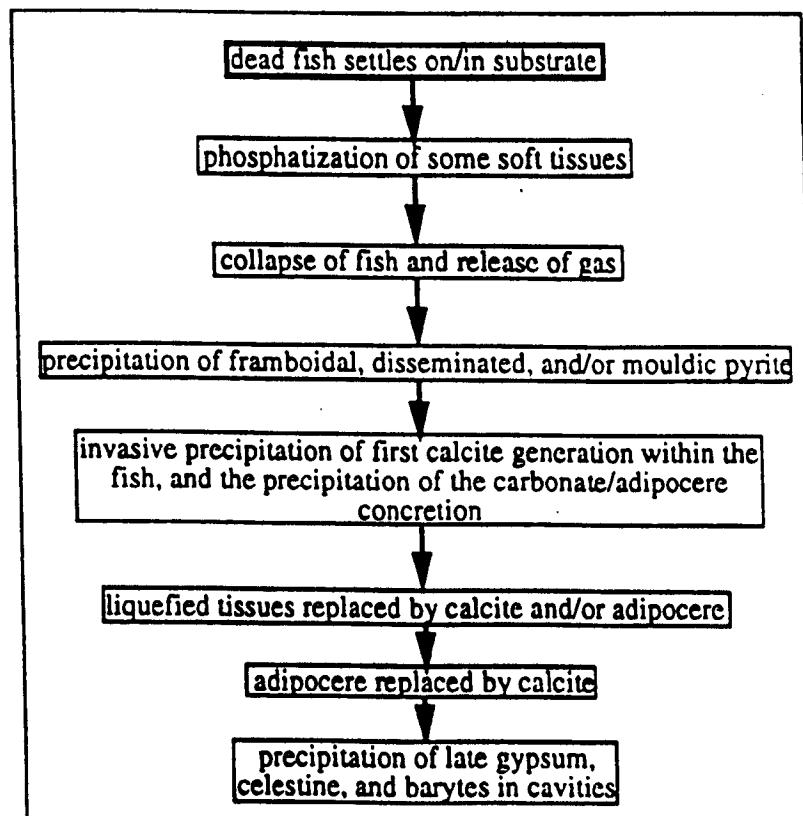 dead fish settles on/in substrate
phosphatization of some soft tissues
collapse of fish and release of gas
precipitation of framboidal, disseminated, and/or mouldic pyrite
invasive precipitation of first calcite generation within the
fish, and the precipitation of the carbonate/adipocere
concretion
liquefied tissues replaced by calcite and/or adipocere
adipocere replaced by calcite
precipitation of late gypsum,
celestine, and barytes in cavities